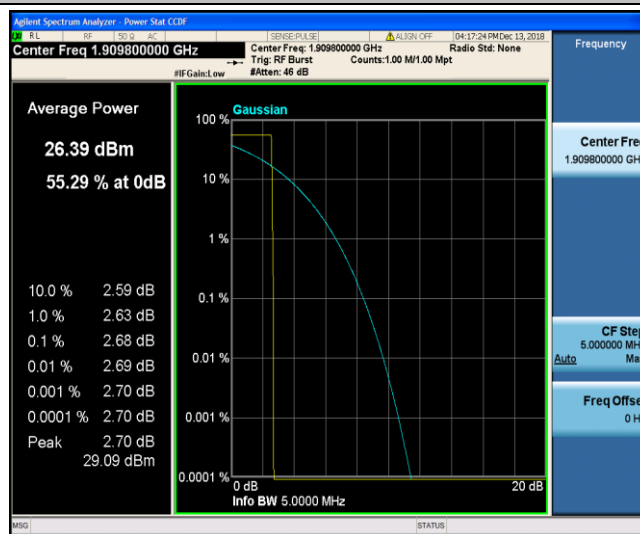 Agilent Spectrum Analyzer - Power Stat CCDF
RL RF 50 Ω AC SENSE:PULSE ALIGN OFF 04:17:24 PM Dec 13, 2018
Center Freq 1.909800000 GHz
Center Freq: 1.909800000 GHz Radio Std: None
Trig: RF Burst Counts:1.00 M/1.00 Mpt
#IFGain:Low #Atten: 46 dB
Frequency
Average Power
26.39 dBm
55.29 % at 0dB
10.0 % 2.59 dB
1.0 % 2.63 dB
0.1 % 2.68 dB
0.01 % 2.69 dB
0.001 % 2.70 dB
0.0001 % 2.70 dB
Peak 2.70 dB
29.09 dBm
Gaussian
100 %
10 %
1 %
0.1 %
0.01 %
0.001 %
0.0001 %
0 dB 20 dB
Info BW 5.0000 MHz
Center Fre
1.909800000 GH
CF Step
5.000000 MH
Auto Ma
Freq Offse
0 H
MSG STATUS